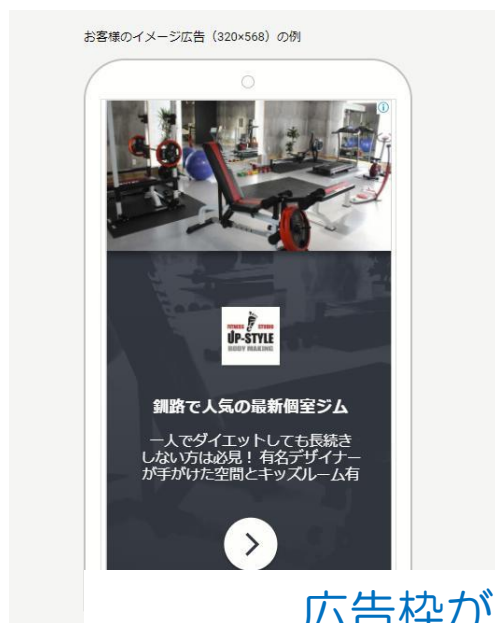 お客様のイメージ広告（320×568）の例
FITNESS STUDIO
UP-STYLE
BODY MAKING
釧路で人気の最新個室ジム
一人でダイエットしても長続き
しない方は必見！有名デザイナー
が手がけた空間とキッズルーム有
広告枠が